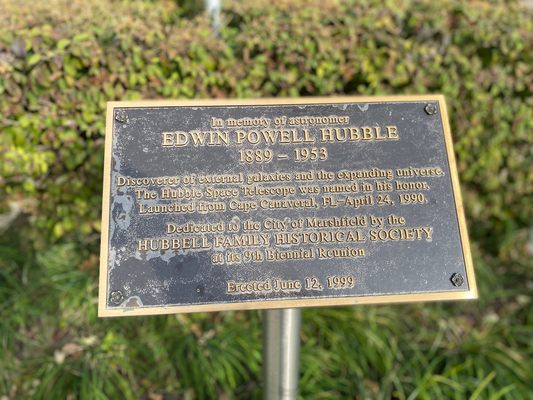 In memory of astronomer
EDWIN POWELL HUBBLE
1889 – 1953
Discoverer of external galaxies and the expanding universe.
The Hubble Space Telescope was named in his honor.
Launched from Cape Canaveral, FL–April 24, 1990.
Dedicated to the City of Marshfield by the
HUBBELL FAMILY HISTORICAL SOCIETY
at its 9th Biennial Reunion
Erected June 12, 1999